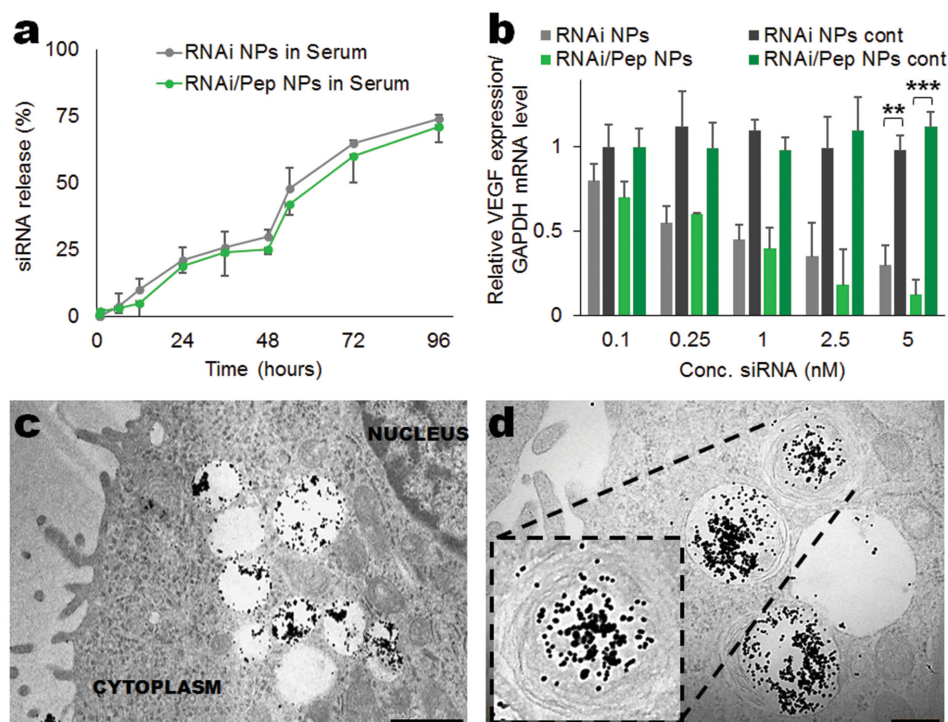 a
100
75
50
25
0
siRNA release (%)
RNAi NPs in Serum
RNAi/Pep NPs in Serum
0 24 48 72 96
Time (hours)
b
RNAi NPs RNAi NPs cont
RNAi/Pep NPs RNAi/Pep NPs cont
Relative VEGF expression/
GAPDH mRNA level
1
0.5
0
** ***
0.1 0.25 1 2.5 5
Conc. siRNA (nM)
c
NUCLEUS
CYTOPLASM
d